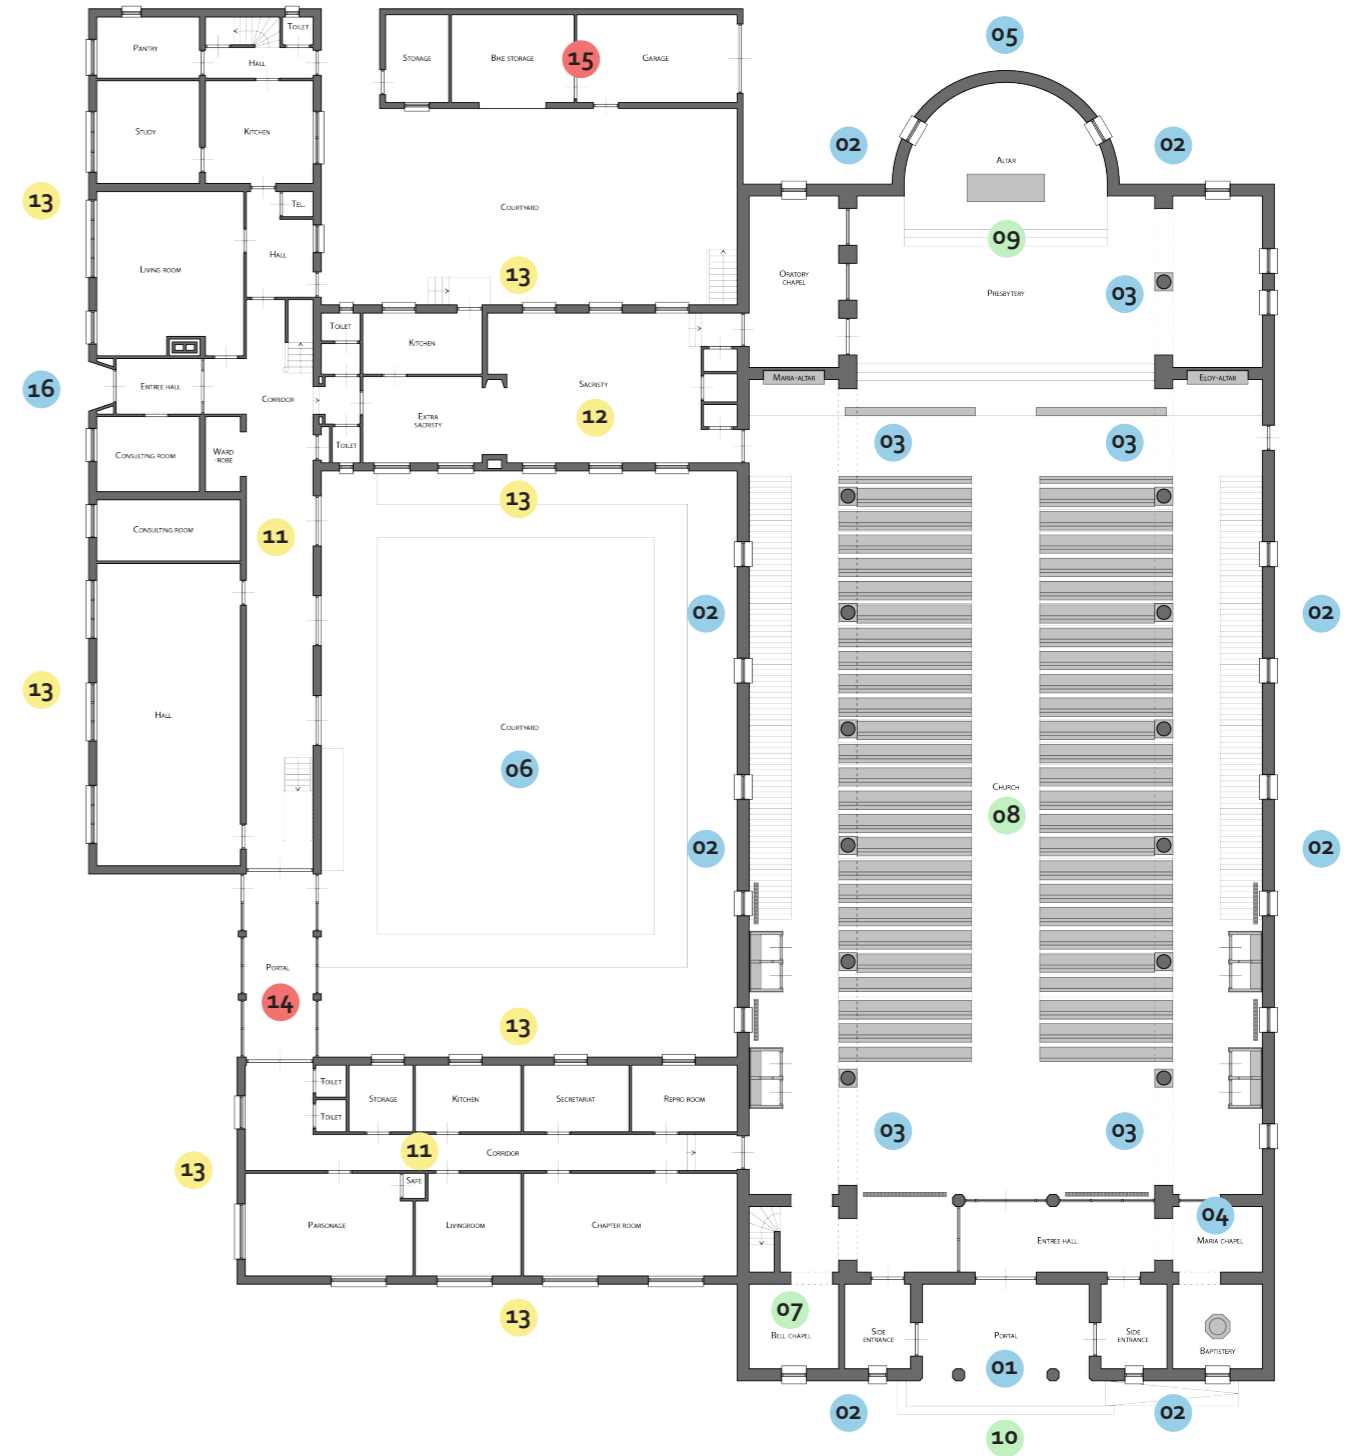 Toilet
Pantry
Hall
Storage
Bike storage
15
Garage
05
Study
Kitchen
02
02
Altar
13
Tel.
Courtyard
09
Living room
Hall
13
Oratory
chapel
Presbytery
03
Toilet
Kitchen
16
Entree hall
Corridor
Sacristy
Maria-altar
Eloy-altar
Extra
sacristy
12
Consulting room
Ward
-robe
Toilet
03
03
13
Consulting room
11
02
02
13
Hall
Courtyard
06
Church
08
02
02
Portal
14
13
Toilet
Storage
Kitchen
Secretariat
Repro room
Toilet
03
03
11
Corridor
13
Safe
Parsonage
Livingroom
Chapter room
04
Entree hall
Maria chapel
07
13
Bell chapel
Side
entrance
Portal
Side
entrance
Baptistery
01
02
02
10